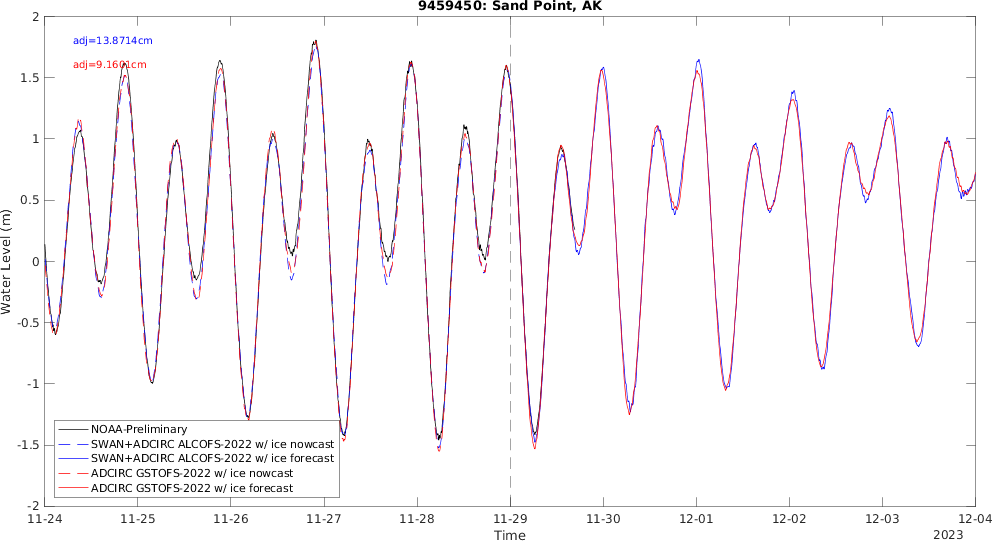 9459450: Sand Point, AK
adj=13.8714cm
adj=9.1601cm
Water Level (m)
2
1.5
1
0.5
0
-0.5
-1
-1.5
-2
NOAA-Preliminary
SWAN+ADCIRC ALCOFS-2022 w/ ice nowcast
SWAN+ADCIRC ALCOFS-2022 w/ ice forecast
ADCIRC GSTOFS-2022 w/ ice nowcast
ADCIRC GSTOFS-2022 w/ ice forecast
11-24 11-25 11-26 11-27 11-28 11-29 11-30 12-01 12-02 12-03 12-04
Time
2023